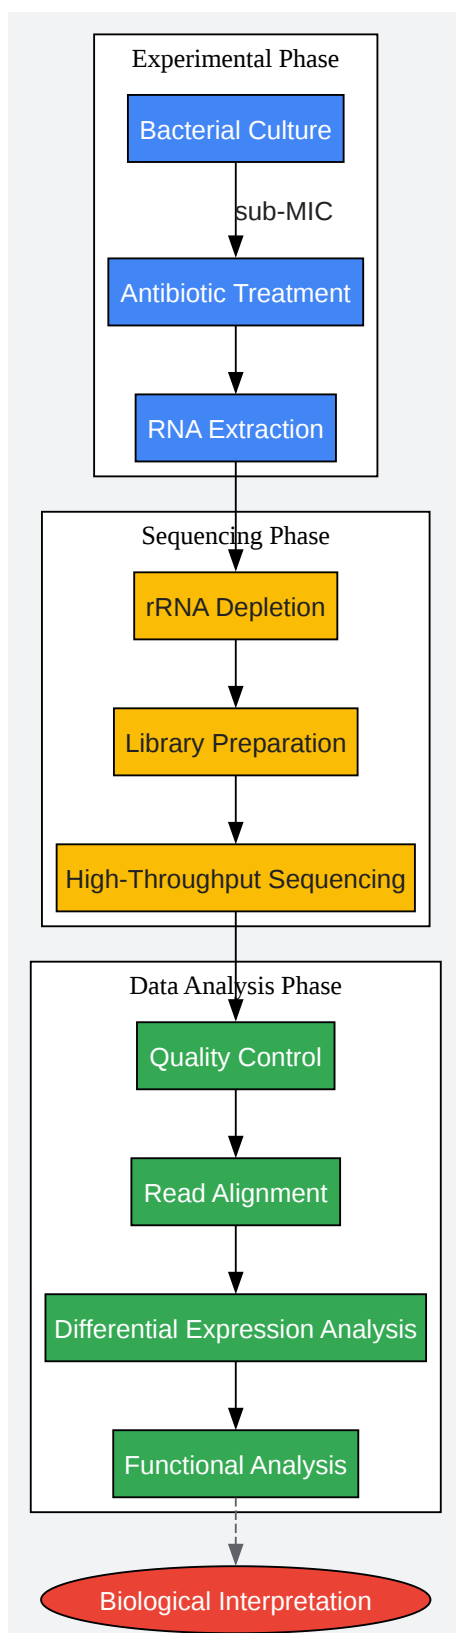 Experimental Phase
Bacterial Culture
sub-MIC
Antibiotic Treatment
RNA Extraction
Sequencing Phase
rRNA Depletion
Library Preparation
High-Throughput Sequencing
Data Analysis Phase
Quality Control
Read Alignment
Differential Expression Analysis
Functional Analysis
Biological Interpretation